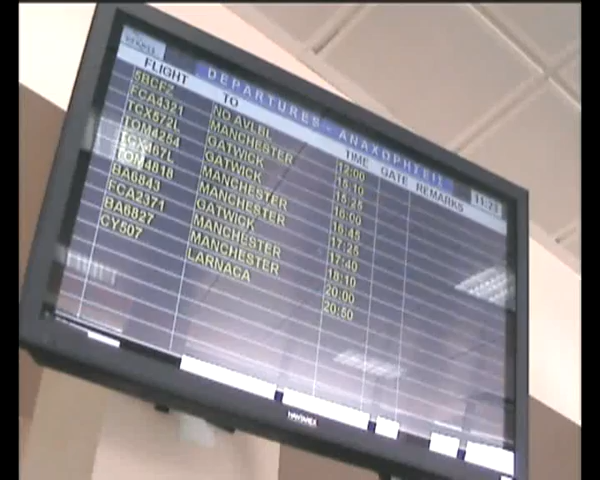 DEPARTURES - ΑΝΑΧΩΡΗΣΕΙΣ 11:23
FLIGHT TO TIME GATE REMARKS
5BCFZ NO AVLBL 12:00
FCA4321 MANCHESTER 15:10
TCX572L GATWICK 15:25
TOM4264 GATWICK 16:00
MANCHESTER 16:45
TOM4818 MANCHESTER 17:25
BA6843 GATWICK 17:40
FCA2371 MANCHESTER 18:10
BA6827 MANCHESTER 20:00
CY507 LARNACA 20:50